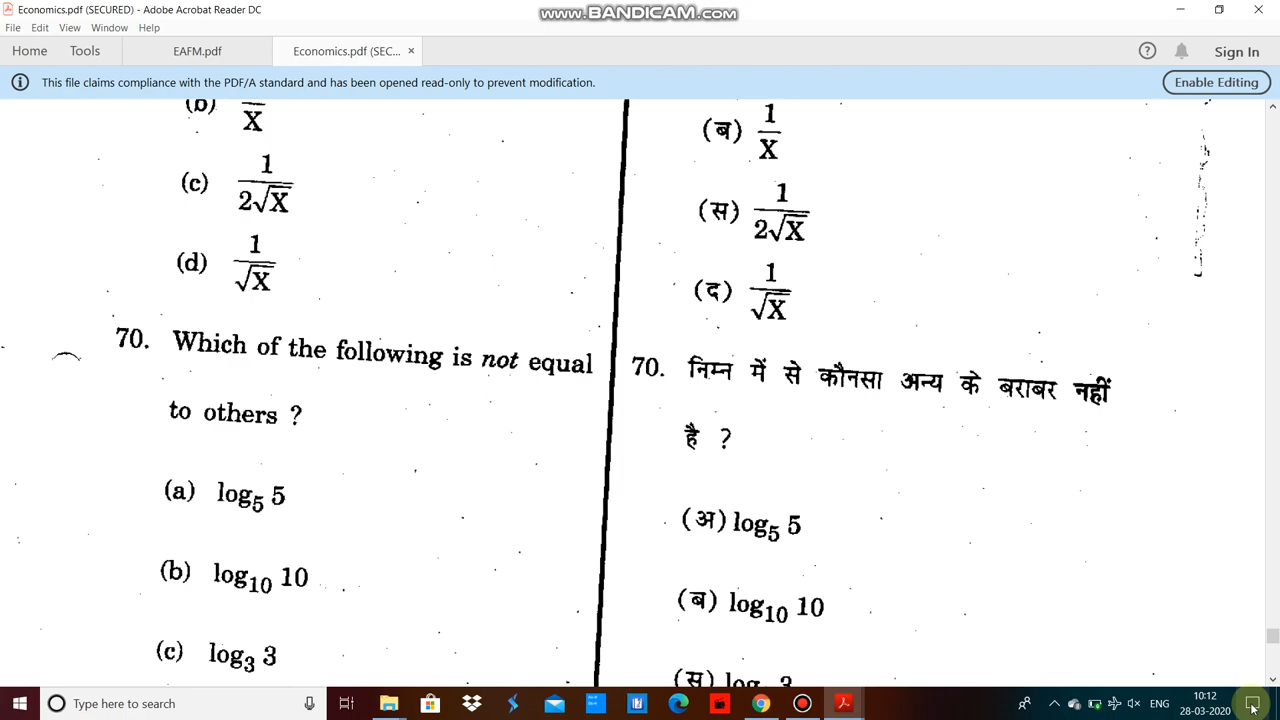 Economics.pdf (SECURED) - Adobe Acrobat Reader DC
www.BANDICAM.com
File Edit View Window Help
Home Tools EAFM.pdf Economics.pdf (SEC... × Sign In
This file claims compliance with the PDF/A standard and has been opened read-only to prevent modification. Enable Editing
(b) X
(c) 1/2√X
(d) 1/√X
70. Which of the following is not equal
to others ?
(a) log₅ 5
(b) log₁₀ 10
(c) log₃ 3
(ब) 1/X
(स) 1/2√X
(द) 1/√X
70. निम्न में से कौनसा अन्य के बराबर नहीं
है ?
(अ) log₅ 5
(ब) log₁₀ 10
(स) log₃ 3
Type here to search
ENG
10:12
28-03-2020